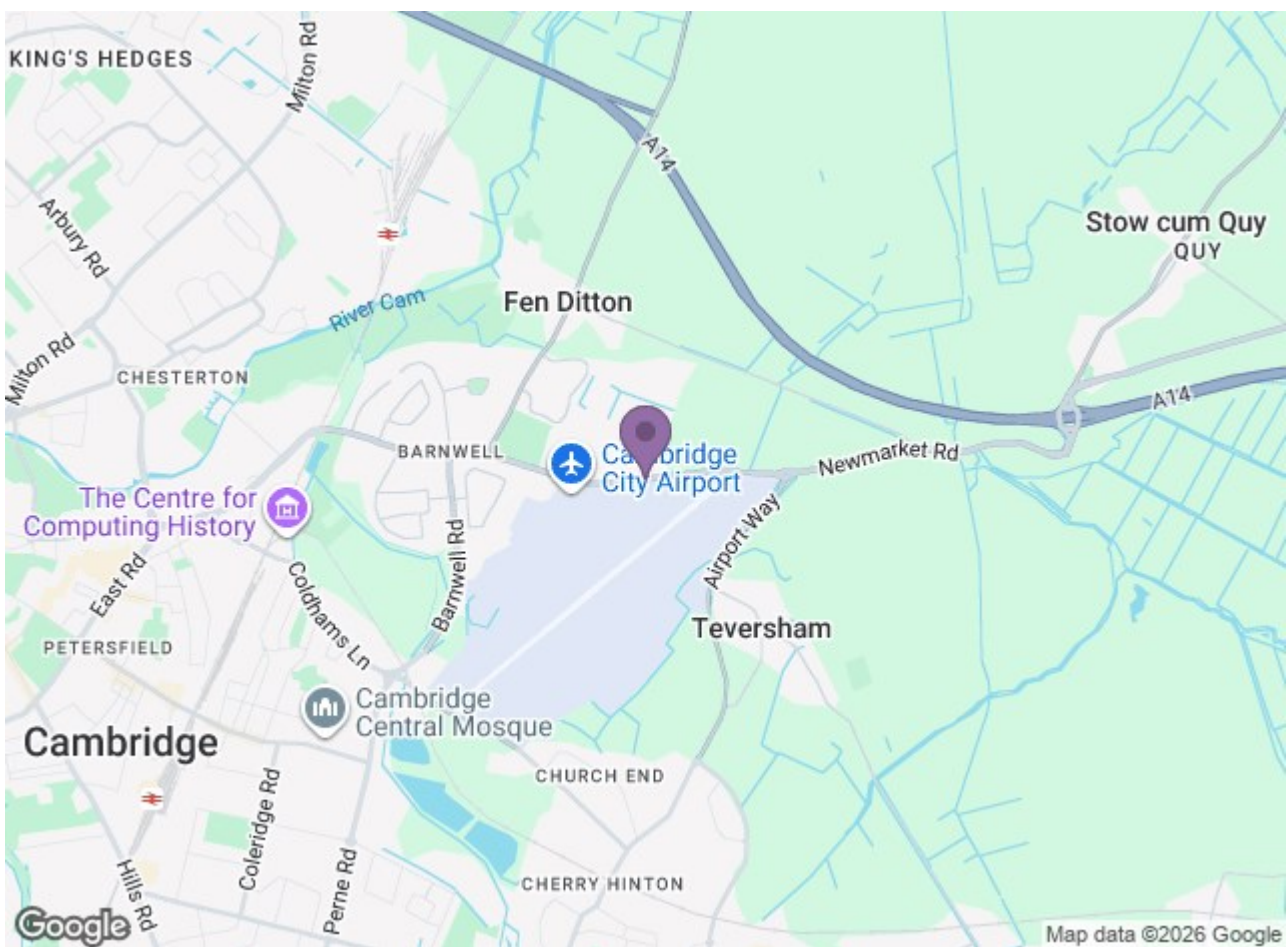 KING'S HEDGES
Milton Rd
A14
Arbury Rd
Stow cum Quy
QUY
River Cam
Fen Ditton
Milton Rd
CHESTERTON
A14
BARNWELL
Cambridge
City Airport
Newmarket Rd
The Centre for
Computing History
Airport Way
Barnwell Rd
East Rd
Coldhams Ln
Teversham
PETERSFIELD
Cambridge
Central Mosque
Cambridge
CHURCH END
Coleridge Rd
Perne Rd
Hills Rd
CHERRY HINTON
Google
Map data ©2026 Google